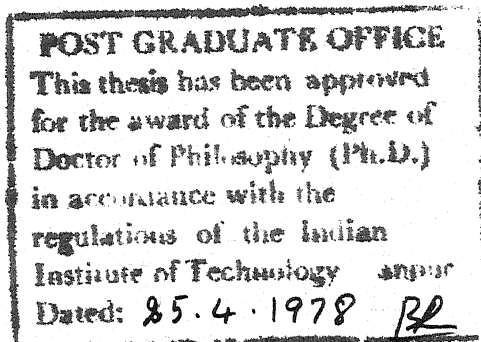 POST GRADUATE OFFICE
This thesis has been approved
for the award of the Degree of
Doctor of Philosophy (Ph.D.)
in accordance with the
regulations of the Indian
Institute of Technology anpur
Dated: 25.4.1978